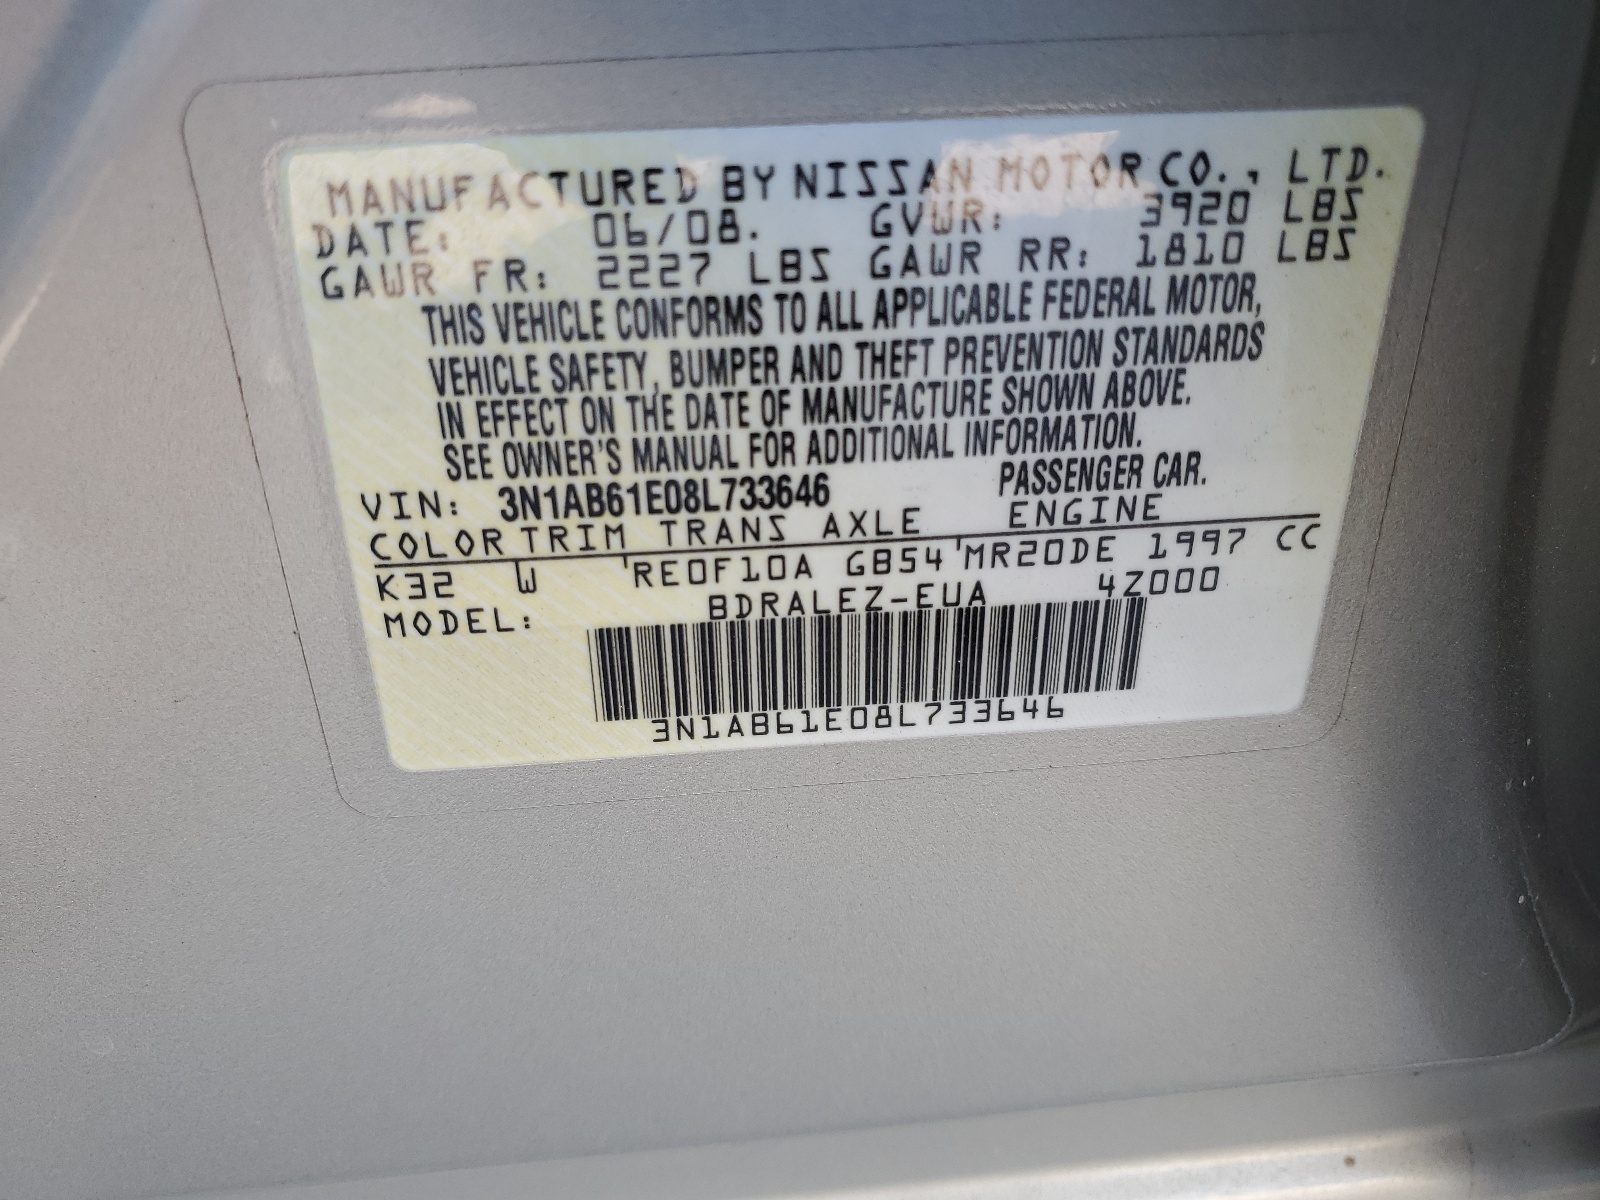 MANUFACTURED BY NISSAN MOTOR CO., LTD.
DATE: 06/08. GVWR: 3920 LBS
GAWR FR: 2227 LBS GAWR RR: 1810 LBS
THIS VEHICLE CONFORMS TO ALL APPLICABLE FEDERAL MOTOR,
VEHICLE SAFETY, BUMPER AND THEFT PREVENTION STANDARDS
IN EFFECT ON THE DATE OF MANUFACTURE SHOWN ABOVE.
SEE OWNER'S MANUAL FOR ADDITIONAL INFORMATION.
VIN: 3N1AB61E08L733646 PASSENGER CAR.
COLOR TRIM TRANS AXLE ENGINE
K32 W 'RE0F10A GB54 'MR20DE 1997 CC
MODEL: BDRALEZ-EUA 4Z000
3N1AB61E08L733646